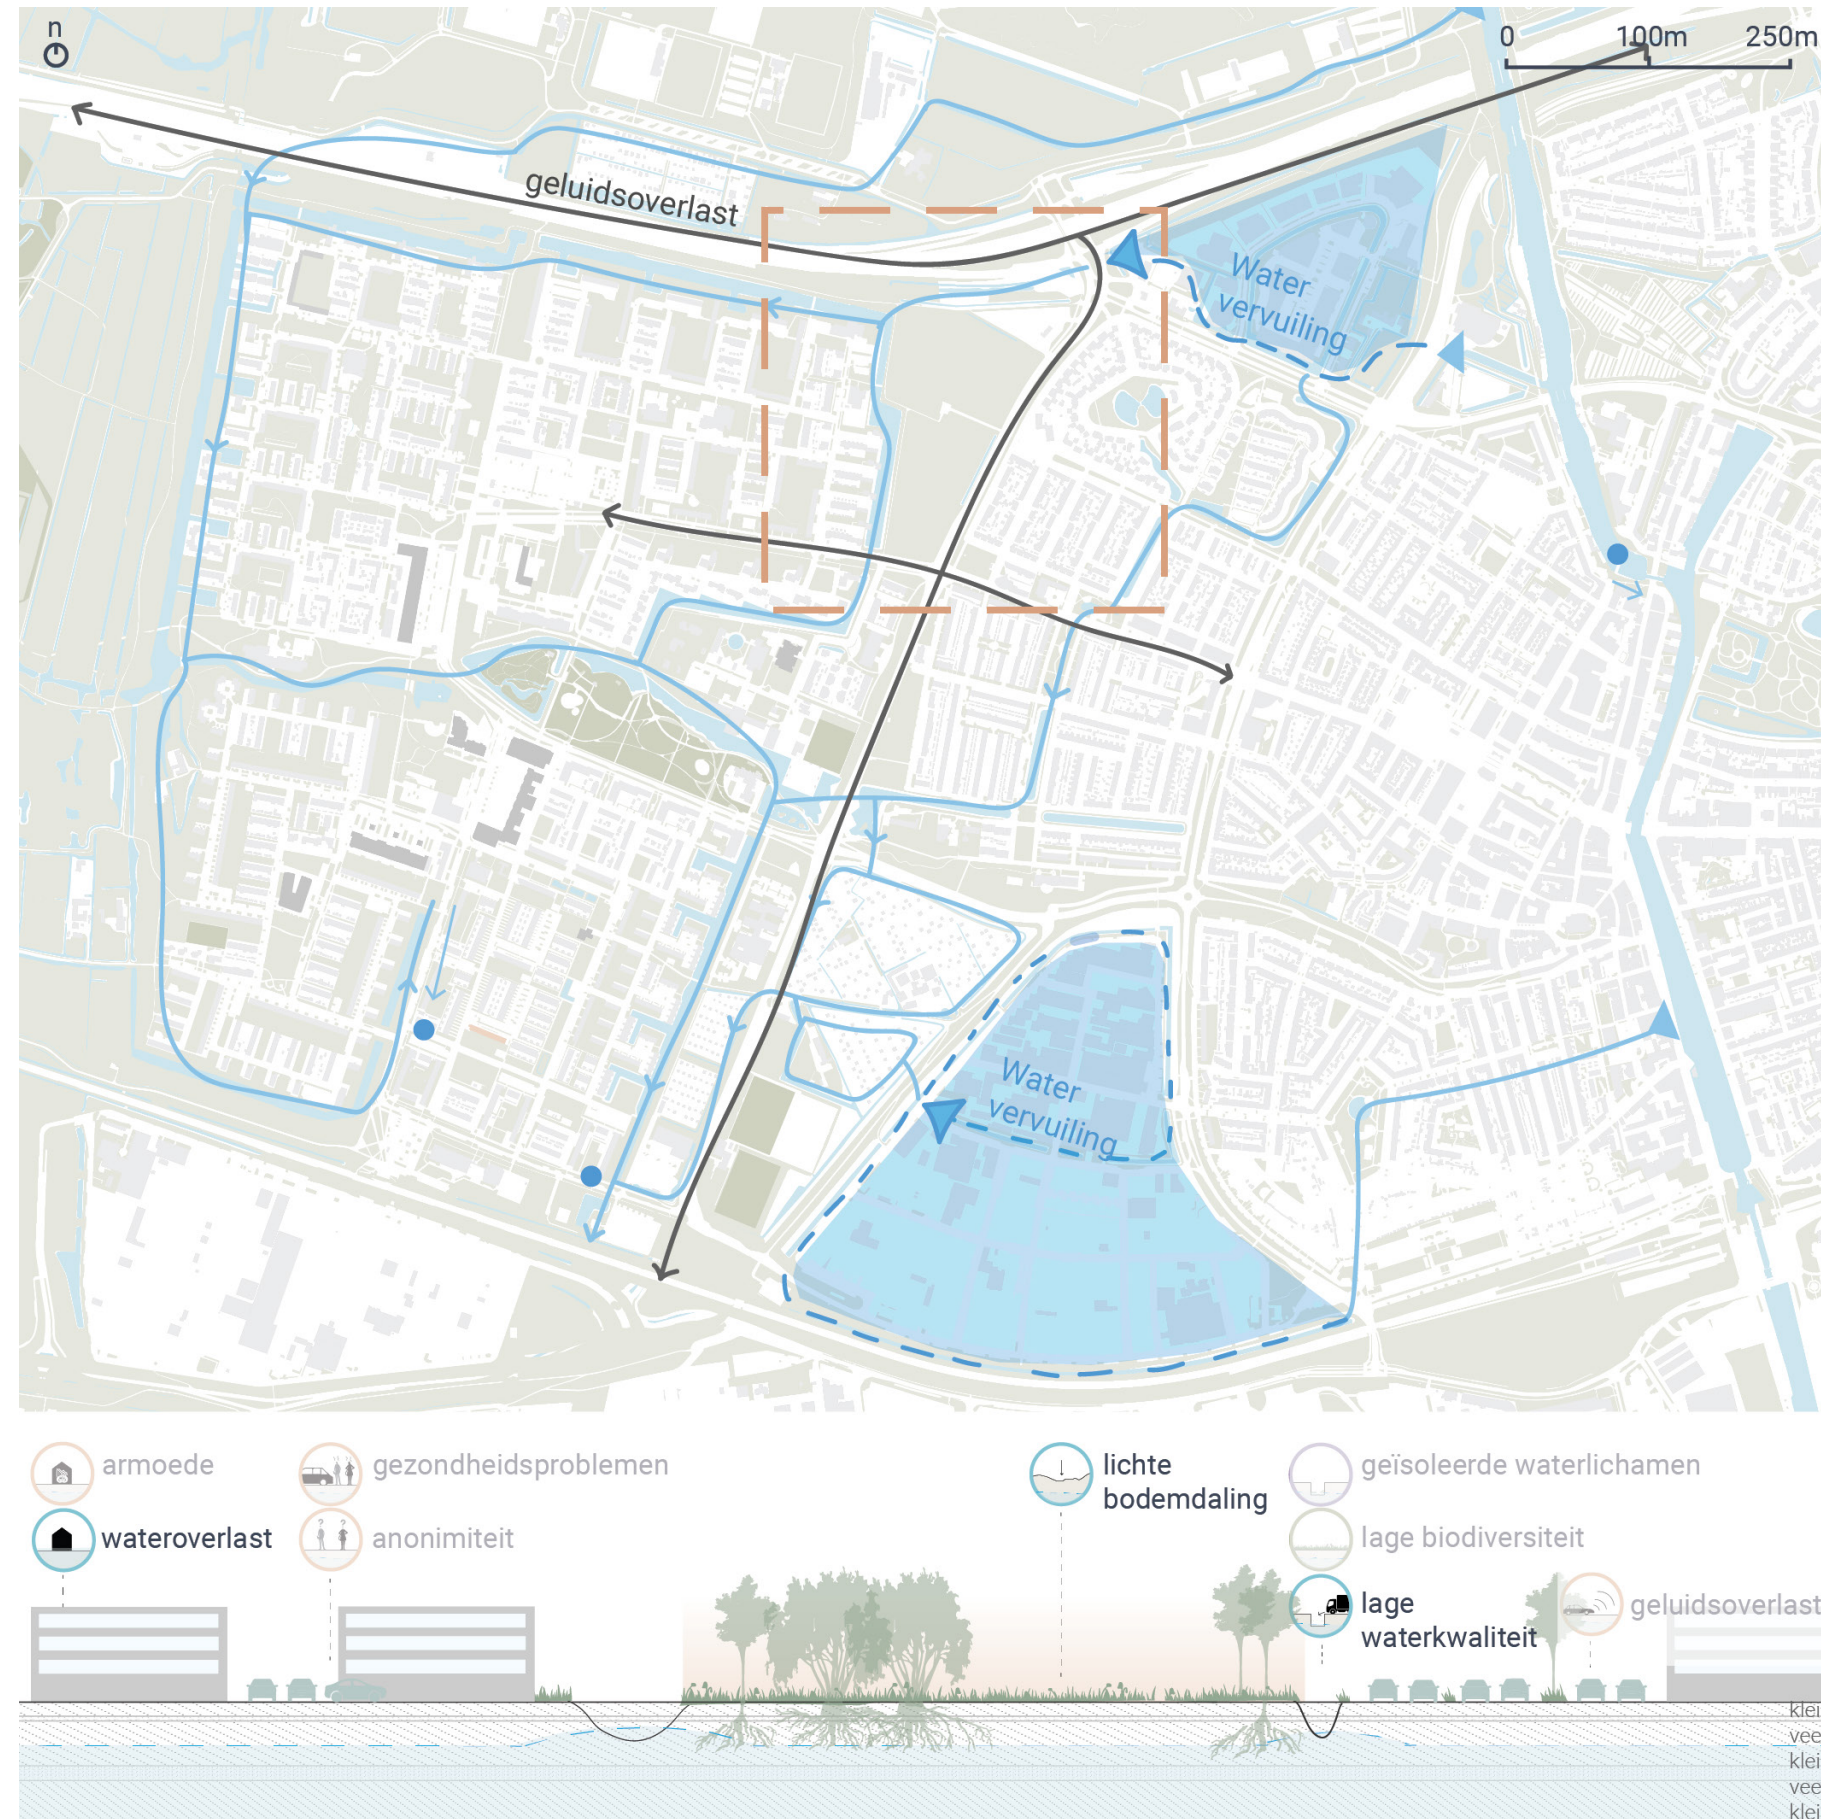 n
0 100m 250m
geluidsoverlast
Water
vervuiling
Water
vervuiling
armoede
gezondheidsproblemen
lichte
bodemdaling
geïsoleerde waterlichamen
wateroverlast
anonimiteit
lage biodiversiteit
lage
waterkwaliteit
geluidsoverlast
klei
vee
klei
vee
klei